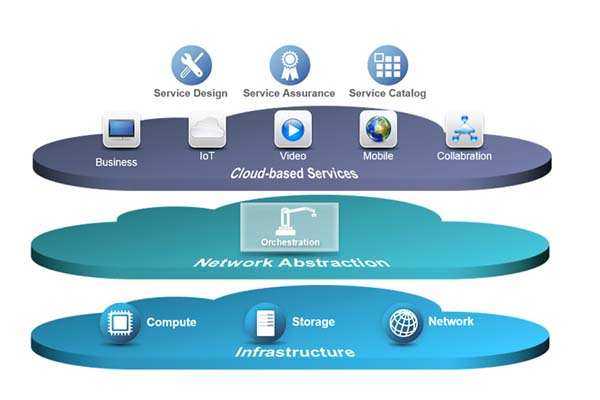 Service Design
Service Assurance
Service Catalog
Business
IoT
Video
Mobile
Collabration
Cloud-based Services
Orchestration
Network Abstraction
Compute
Storage
Network
Infrastructure